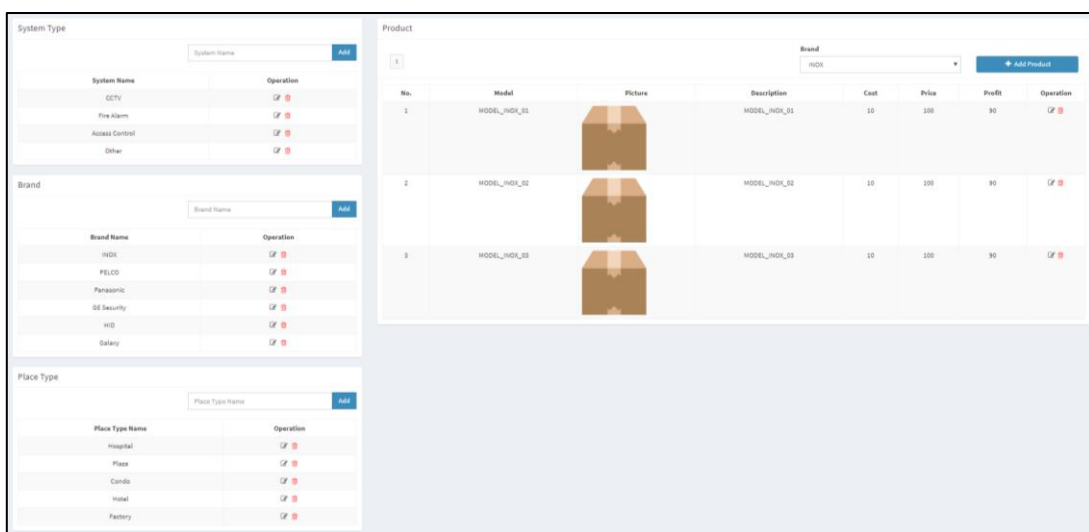 System Type
System Name
Add
System Name Operation
CCTV
Fire Alarm
Access Control
Other
Brand
Brand Name
Add
Brand Name Operation
INOX
PELCO
Panasonic
GE Security
HID
Galaxy
Place Type
Place Type Name
Add
Place Type Name Operation
Hospital
Plaza
Condo
Hotel
Factory
Product
1
Brand
INOX
+ Add Product
No. Model Picture Description Cost Price Profit Operation
1 MODEL_INOX_01 MODEL_INOX_01 10 100 90
2 MODEL_INOX_02 MODEL_INOX_02 10 100 90
3 MODEL_INOX_03 MODEL_INOX_03 10 100 90